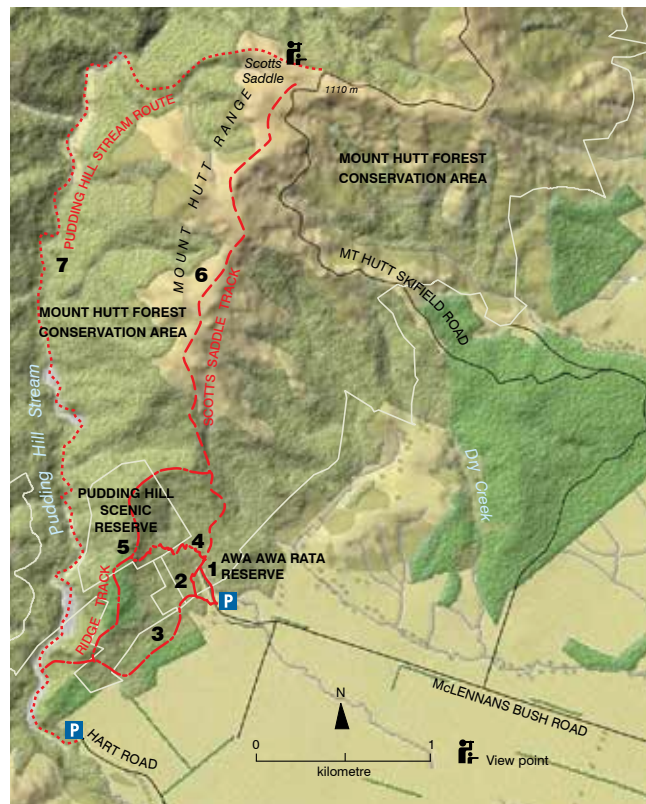 Scotts
Saddle
1110 m
PUDDING HILL STREAM ROUTE
MOUNT HUTT RANGE
MOUNT HUTT FOREST
CONSERVATION AREA
7
6
MT HUTT SKIFIELD ROAD
MOUNT HUTT FOREST
CONSERVATION AREA
SCOTTS SADDLE TRACK
Pudding Hill Stream
Dry Creek
PUDDING HILL
SCENIC
RESERVE
5
4
1
AWA AWA RATA
RESERVE
2
P
3
RIDGE TRACK
McLENNANS BUSH ROAD
P
HART ROAD
N
0 1
kilometre
View point